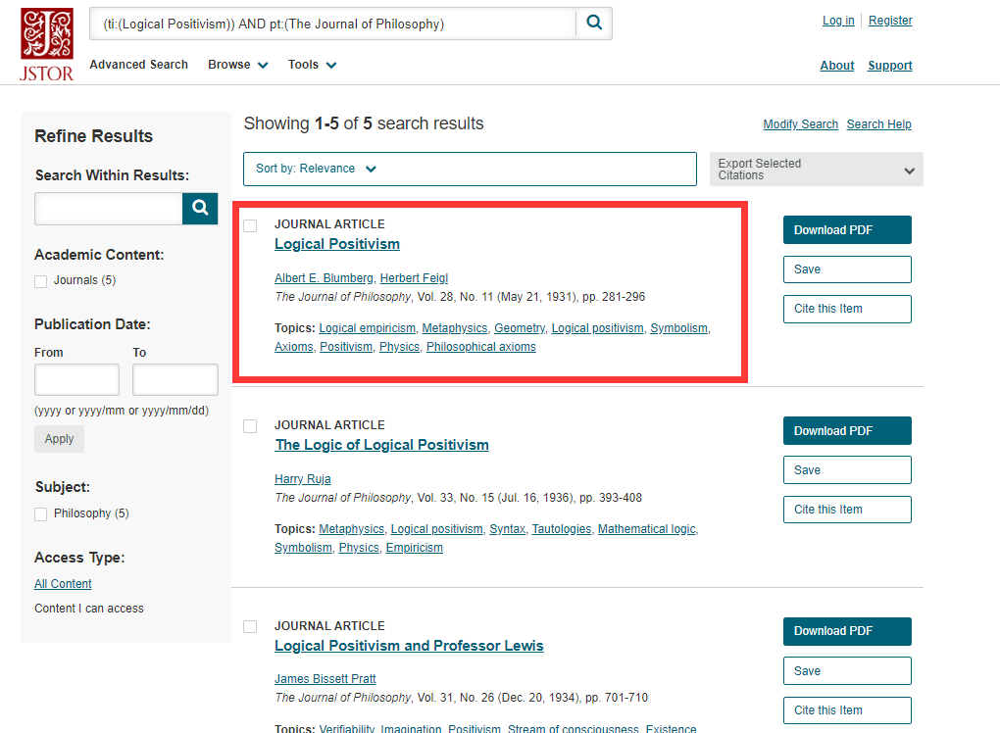 JSTOR
(ti:(Logical Positivism)) AND pt:(The Journal of Philosophy)
Log in Register
Advanced Search Browse Tools
About Support
Refine Results
Search Within Results:
Academic Content:
Journals (5)
Publication Date:
From To
(yyyy or yyyy/mm or yyyy/mm/dd)
Apply
Subject:
Philosophy (5)
Access Type:
All Content
Content I can access
Showing 1-5 of 5 search results
Modify Search Search Help
Sort by: Relevance
Export Selected
Citations
JOURNAL ARTICLE
Logical Positivism
Albert E. Blumberg, Herbert Feigl
The Journal of Philosophy, Vol. 28, No. 11 (May 21, 1931), pp. 281-296
Topics: Logical empiricism, Metaphysics, Geometry, Logical positivism, Symbolism,
Axioms, Positivism, Physics, Philosophical axioms
Download PDF
Save
Cite this Item
JOURNAL ARTICLE
The Logic of Logical Positivism
Harry Ruja
The Journal of Philosophy, Vol. 33, No. 15 (Jul. 16, 1936), pp. 393-408
Topics: Metaphysics, Logical positivism, Syntax, Tautologies, Mathematical logic,
Symbolism, Physics, Empiricism
Download PDF
Save
Cite this Item
JOURNAL ARTICLE
Logical Positivism and Professor Lewis
James Bissett Pratt
The Journal of Philosophy, Vol. 31, No. 26 (Dec. 20, 1934), pp. 701-710
Topics: Verifiability, Imagination, Positivism, Stream of consciousness, Existence
Download PDF
Save
Cite this Item